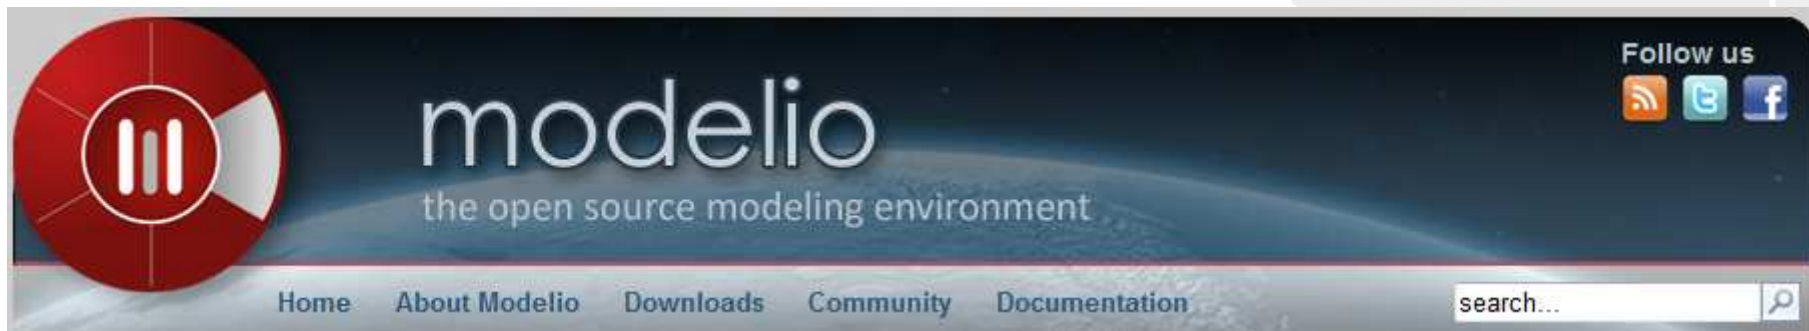 Follow us
modelio
the open source modeling environment
Home About Modelio Downloads Community Documentation search...